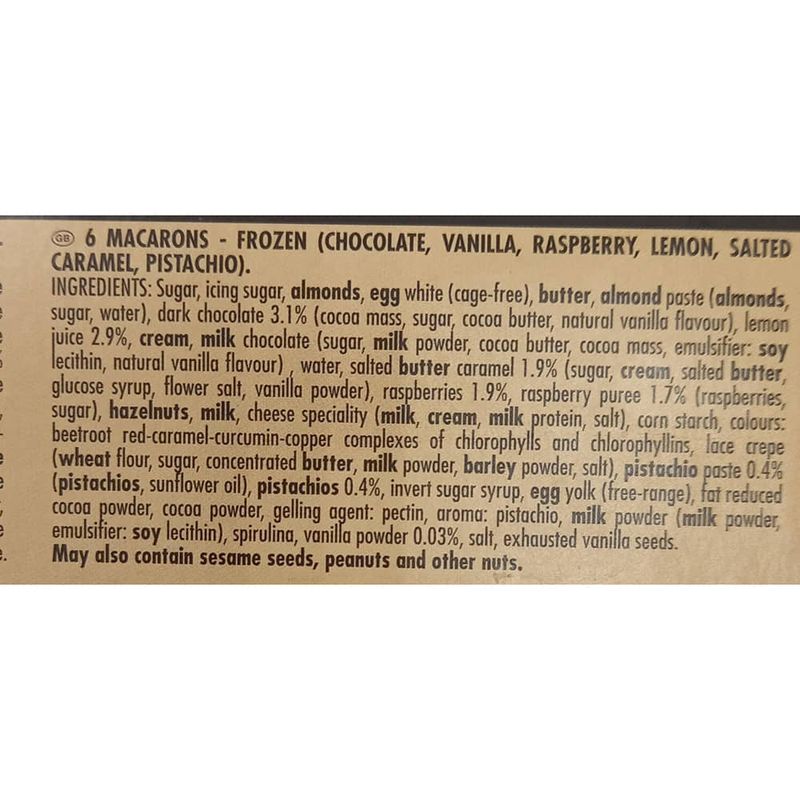 GB 6 MACARONS - FROZEN (CHOCOLATE, VANILLA, RASPBERRY, LEMON, SALTED
CARAMEL, PISTACHIO).
INGREDIENTS: Sugar, icing sugar, almonds, egg white (cage-free), butter, almond paste (almonds,
sugar, water), dark chocolate 3.1% (cocoa mass, sugar, cocoa butter, natural vanilla flavour), lemon
juice 2.9%, cream, milk chocolate (sugar, milk powder, cocoa butter, cocoa mass, emulsifier: soy
lecithin, natural vanilla flavour) , water, salted butter caramel 1.9% (sugar, cream, salted butter,
glucose syrup, flower salt, vanilla powder), raspberries 1.9%, raspberry puree 1.7% (raspberries,
sugar), hazelnuts, milk, cheese speciality (milk, cream, milk protein, salt), corn starch, colours:
beetroot red-caramel-curcumin-copper complexes of chlorophylls and chlorophyllins, lace crepe
(wheat flour, sugar, concentrated butter, milk powder, barley powder, salt), pistachio paste 0.4%
(pistachios, sunflower oil), pistachios 0.4%, invert sugar syrup, egg yolk (free-range), fat reduced
cocoa powder, cocoa powder, gelling agent: pectin, aroma: pistachio, milk powder (milk powder,
emulsifier: soy lecithin), spirulina, vanilla powder 0.03%, salt, exhausted vanilla seeds.
May also contain sesame seeds, peanuts and other nuts.